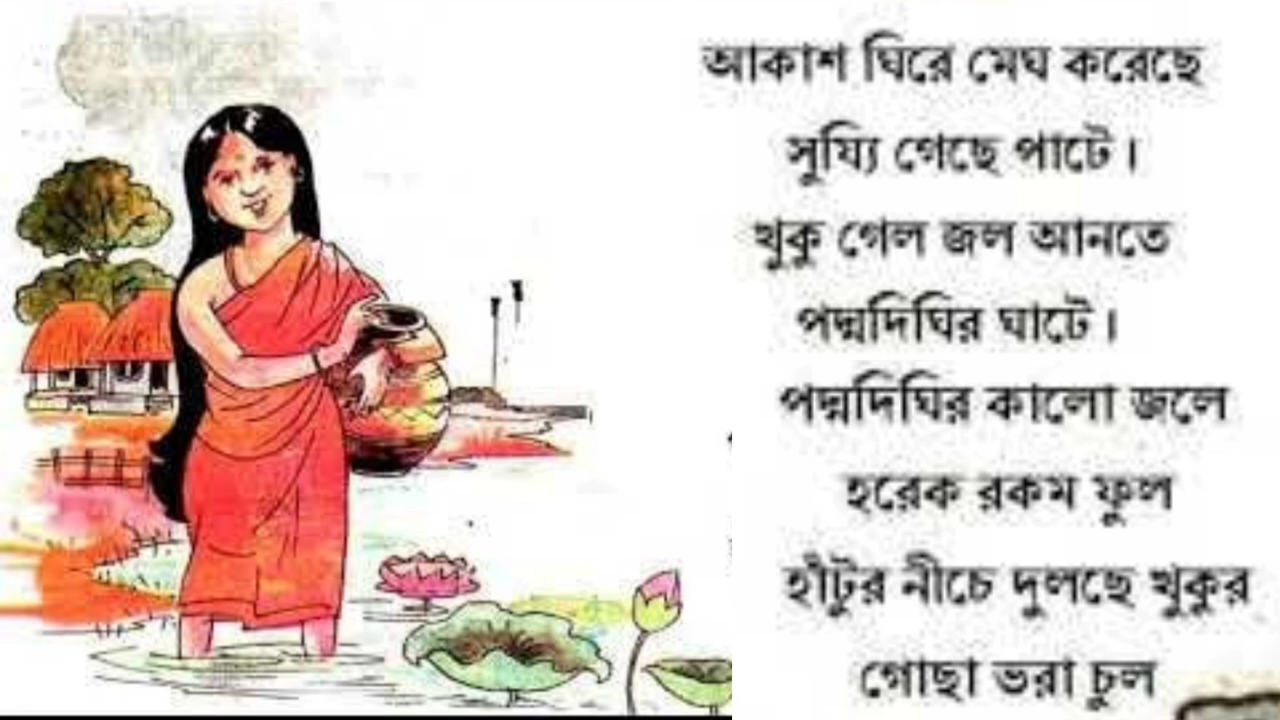 আকাশ ঘিরে মেঘ করেছে
সুয্যি গেছে পাটে।
খুকু গেল জল আনতে
পদ্মদিঘির ঘাটে।
পদ্মদিঘির কালো জলে
হরেক রকম ফুল
হাঁটুর নীচে দুলছে খুকুর
গোছা ভরা চুল